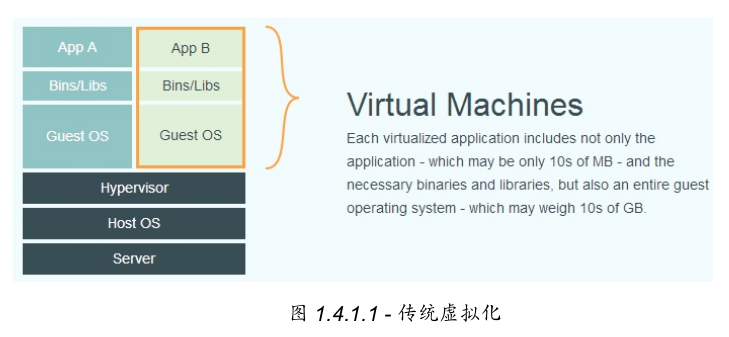 App A
App B
Bins/Libs
Bins/Libs
Guest OS
Guest OS
Hypervisor
Host OS
Server
Virtual Machines
Each virtualized application includes not only the
application - which may be only 10s of MB - and the
necessary binaries and libraries, but also an entire guest
operating system - which may weigh 10s of GB.
图 1.4.1.1 - 传统虚拟化